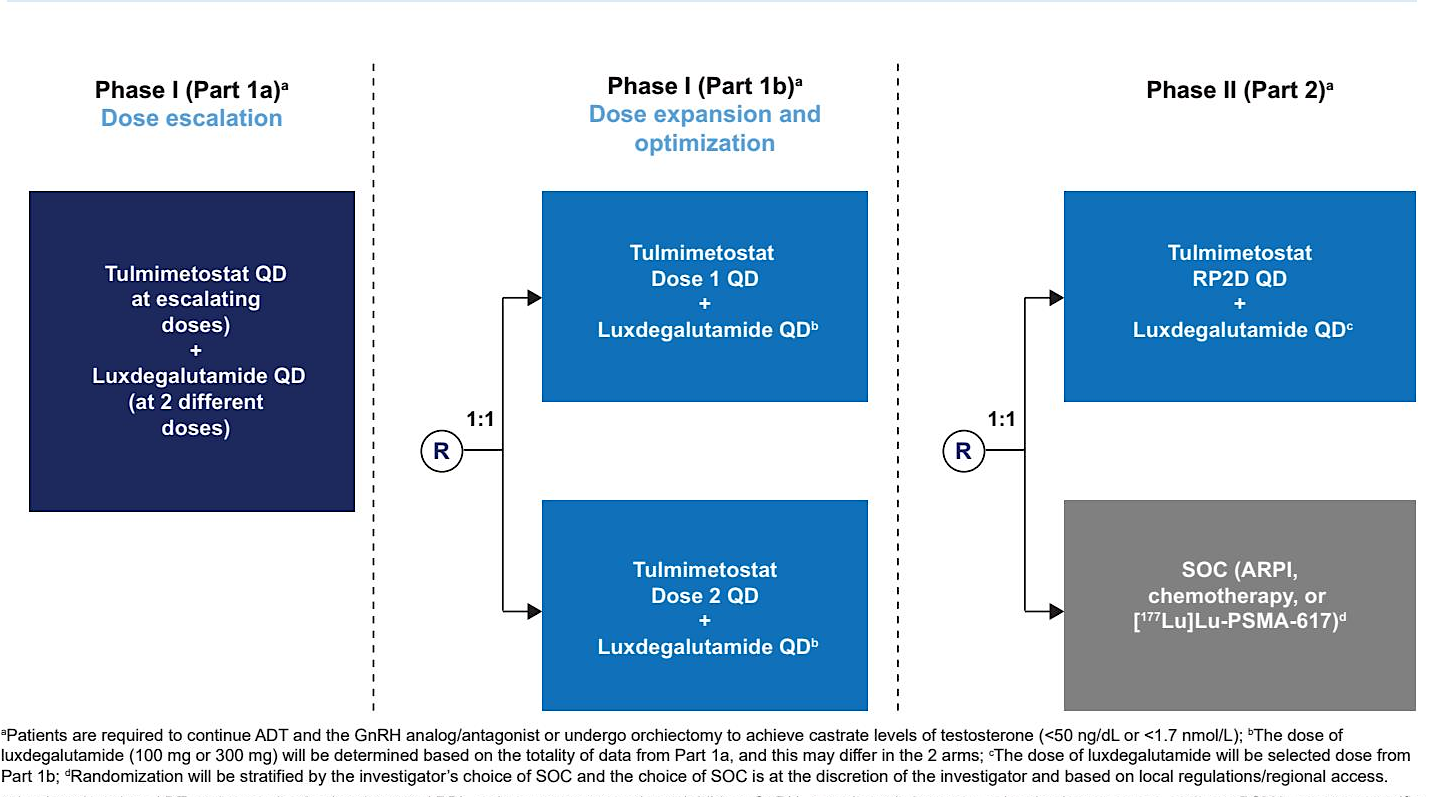 Phase I (Part 1a)ᵃ
Dose escalation
Tulmimetostat QD
at escalating
doses)
+
Luxdegalutamide QD
(at 2 different
doses)
Phase I (Part 1b)ᵃ
Dose expansion and
optimization
R
1:1
Tulmimetostat
Dose 1 QD
+
Luxdegalutamide QDᵇ
Tulmimetostat
Dose 2 QD
+
Luxdegalutamide QDᵇ
Phase II (Part 2)ᵃ
R
1:1
Tulmimetostat
RP2D QD
+
Luxdegalutamide QDᶜ
SOC (ARPI,
chemotherapy, or
[¹⁷⁷Lu]Lu-PSMA-617)ᵈ
ᵃPatients are required to continue ADT and the GnRH analog/antagonist or undergo orchiectomy to achieve castrate levels of testosterone (<50 ng/dL or <1.7 nmol/L); ᵇThe dose of
luxdegalutamide (100 mg or 300 mg) will be determined based on the totality of data from Part 1a, and this may differ in the 2 arms; ᶜThe dose of luxdegalutamide will be selected dose from
Part 1b; ᵈRandomization will be stratified by the investigator's choice of SOC and the choice of SOC is at the discretion of the investigator and based on local regulations/regional access.